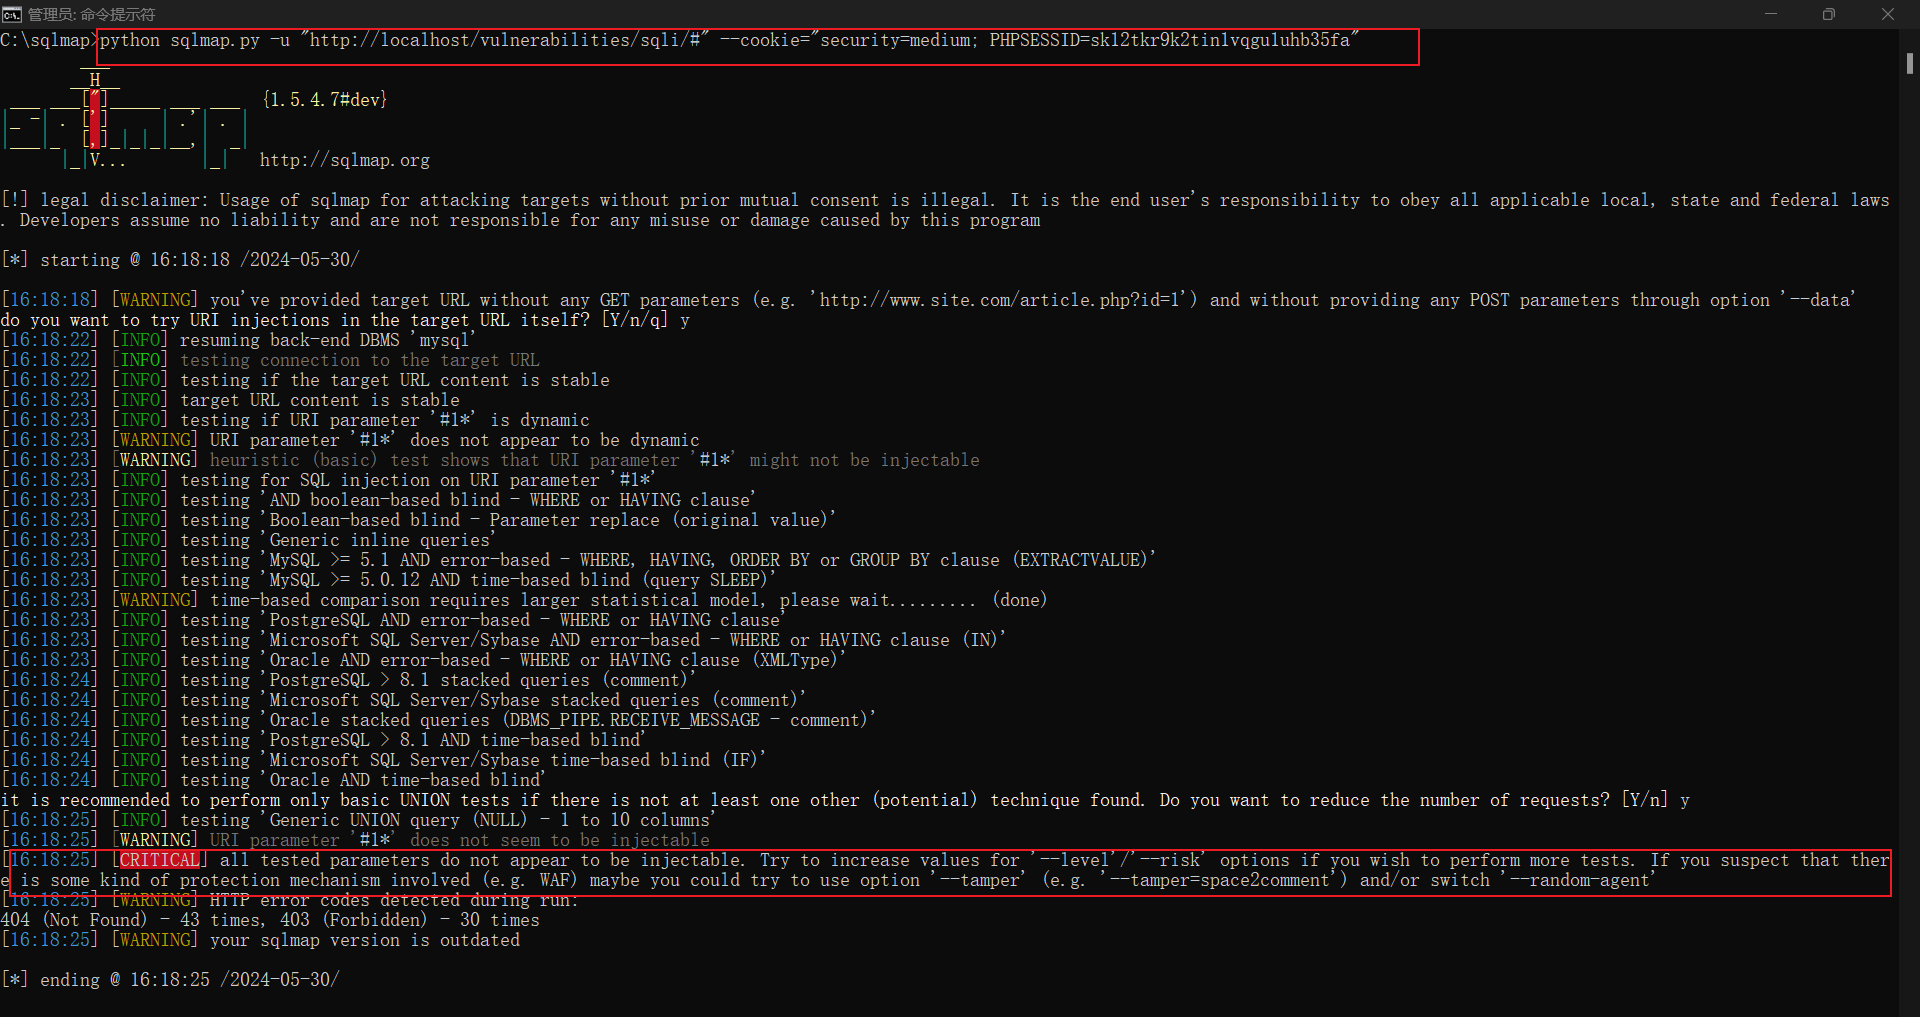 管理员: 命令提示符
C:\sqlmap>python sqlmap.py -u "http://localhost/vulnerabilities/sqli/#" --cookie="security=medium; PHPSESSID=skl2tkr9k2tinlvqguluhb35fa"
{1.5.4.7#dev}
http://sqlmap.org
[!] legal disclaimer: Usage of sqlmap for attacking targets without prior mutual consent is illegal. It is the end user's responsibility to obey all applicable local, state and federal laws
. Developers assume no liability and are not responsible for any misuse or damage caused by this program
[*] starting @ 16:18:18 /2024-05-30/
[16:18:18] [WARNING] you've provided target URL without any GET parameters (e.g. 'http://www.site.com/article.php?id=1') and without providing any POST parameters through option '--data'
do you want to try URI injections in the target URL itself? [Y/n/q] y
[16:18:22] [INFO] resuming back-end DBMS 'mysql'
[16:18:22] [INFO] testing connection to the target URL
[16:18:22] [INFO] testing if the target URL content is stable
[16:18:23] [INFO] target URL content is stable
[16:18:23] [INFO] testing if URI parameter '#1*' is dynamic
[16:18:23] [WARNING] URI parameter '#1*' does not appear to be dynamic
[16:18:23] [WARNING] heuristic (basic) test shows that URI parameter '#1*' might not be injectable
[16:18:23] [INFO] testing for SQL injection on URI parameter '#1*'
[16:18:23] [INFO] testing 'AND boolean-based blind - WHERE or HAVING clause'
[16:18:23] [INFO] testing 'Boolean-based blind - Parameter replace (original value)'
[16:18:23] [INFO] testing 'Generic inline queries'
[16:18:23] [INFO] testing 'MySQL >= 5.1 AND error-based - WHERE, HAVING, ORDER BY or GROUP BY clause (EXTRACTVALUE)'
[16:18:23] [INFO] testing 'MySQL >= 5.0.12 AND time-based blind (query SLEEP)'
[16:18:23] [WARNING] time-based comparison requires larger statistical model, please wait......... (done)
[16:18:23] [INFO] testing 'PostgreSQL AND error-based - WHERE or HAVING clause'
[16:18:23] [INFO] testing 'Microsoft SQL Server/Sybase AND error-based - WHERE or HAVING clause (IN)'
[16:18:23] [INFO] testing 'Oracle AND error-based - WHERE or HAVING clause (XMLType)'
[16:18:24] [INFO] testing 'PostgreSQL > 8.1 stacked queries (comment)'
[16:18:24] [INFO] testing 'Microsoft SQL Server/Sybase stacked queries (comment)'
[16:18:24] [INFO] testing 'Oracle stacked queries (DBMS_PIPE.RECEIVE_MESSAGE - comment)'
[16:18:24] [INFO] testing 'PostgreSQL > 8.1 AND time-based blind'
[16:18:24] [INFO] testing 'Microsoft SQL Server/Sybase time-based blind (IF)'
[16:18:24] [INFO] testing 'Oracle AND time-based blind'
it is recommended to perform only basic UNION tests if there is not at least one other (potential) technique found. Do you want to reduce the number of requests? [Y/n] y
[16:18:25] [INFO] testing 'Generic UNION query (NULL) - 1 to 10 columns'
[16:18:25] [WARNING] URI parameter '#1*' does not seem to be injectable
[16:18:25] [CRITICAL] all tested parameters do not appear to be injectable. Try to increase values for '--level'/'--risk' options if you wish to perform more tests. If you suspect that ther
e is some kind of protection mechanism involved (e.g. WAF) maybe you could try to use option '--tamper' (e.g. '--tamper=space2comment') and/or switch '--random-agent'
[16:18:25] [WARNING] HTTP error codes detected during run:
404 (Not Found) - 43 times, 403 (Forbidden) - 30 times
[16:18:25] [WARNING] your sqlmap version is outdated
[*] ending @ 16:18:25 /2024-05-30/